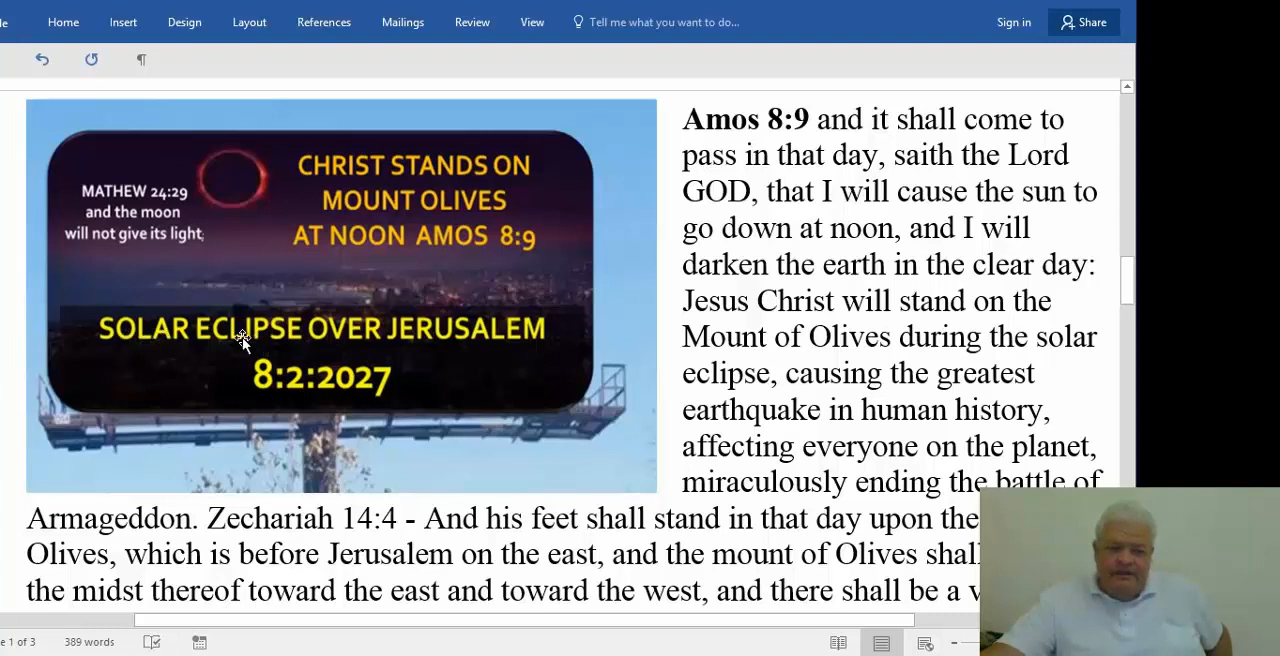 Home Insert Design Layout References Mailings Review View Tell me what you want to do... Sign in Share
MATHEW 24:29
and the moon
will not give its light;
CHRIST STANDS ON
MOUNT OLIVES
AT NOON AMOS 8:9
SOLAR ECLIPSE OVER JERUSALEM
8:2:2027
Amos 8:9 and it shall come to
pass in that day, saith the Lord
GOD, that I will cause the sun to
go down at noon, and I will
darken the earth in the clear day:
Jesus Christ will stand on the
Mount of Olives during the solar
eclipse, causing the greatest
earthquake in human history,
affecting everyone on the planet,
miraculously ending the battle of
Armageddon. Zechariah 14:4 - And his feet shall stand in that day upon the
Olives, which is before Jerusalem on the east, and the mount of Olives shall
the midst thereof toward the east and toward the west, and there shall be a
1 of 3 389 words